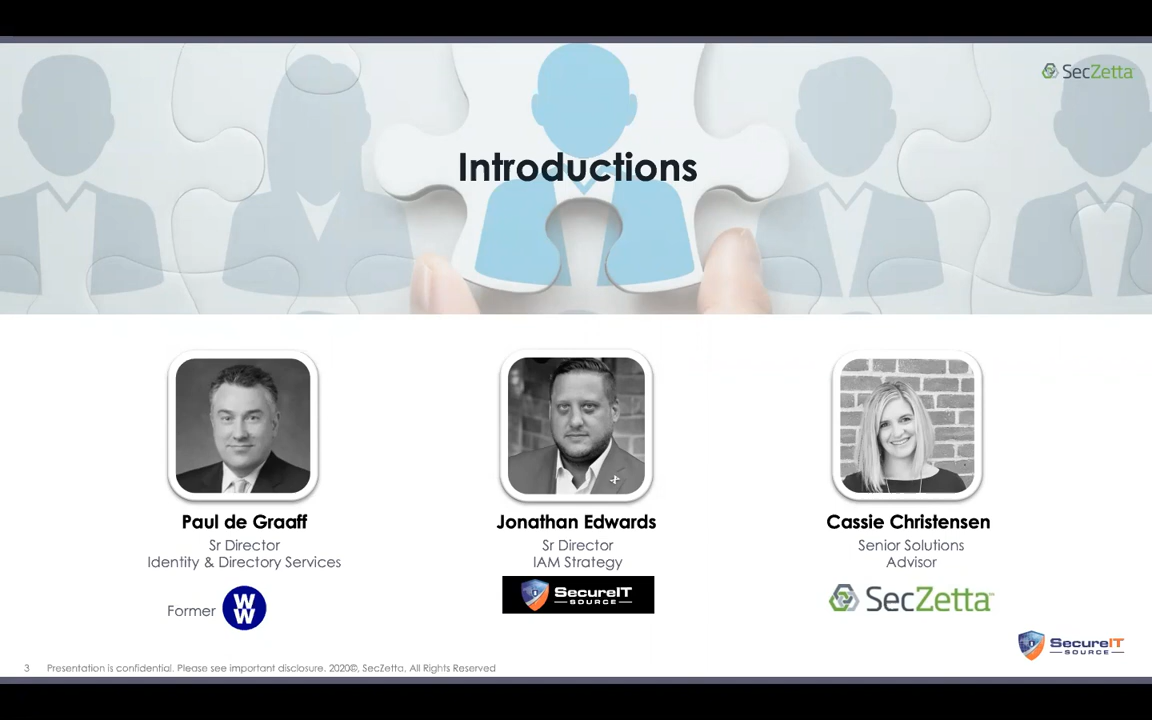 SecZetta
Introductions
Paul de Graaff
Sr Director
Identity & Directory Services
Former WW
Jonathan Edwards
Sr Director
IAM Strategy
SecureIT
SOURCE
Cassie Christensen
Senior Solutions
Advisor
SecZetta™
SecureIT
SOURCE
3 Presentation is confidential. Please see important disclosure. 2020©, SecZetta. All Rights Reserved